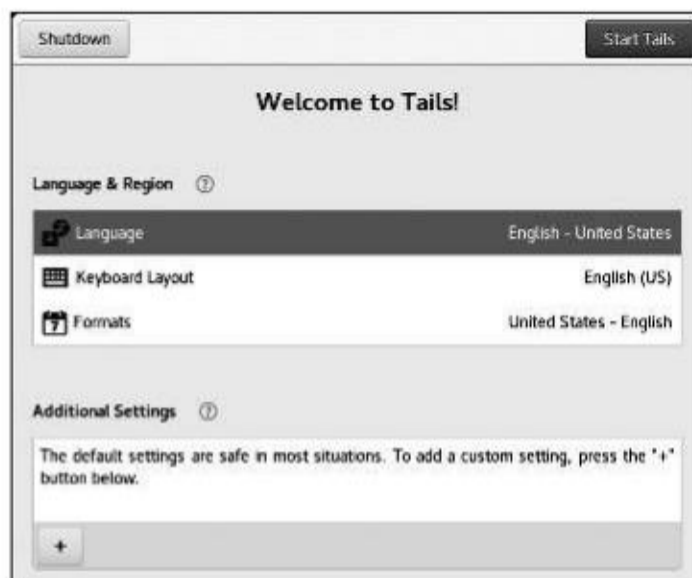 Shutdown Start Tails
Welcome to Tails!
Language & Region ?
Language English - United States
Keyboard Layout English (US)
7 Formats United States - English
Additional Settings ?
The default settings are safe in most situations. To add a custom setting, press the "+"
button below.
+